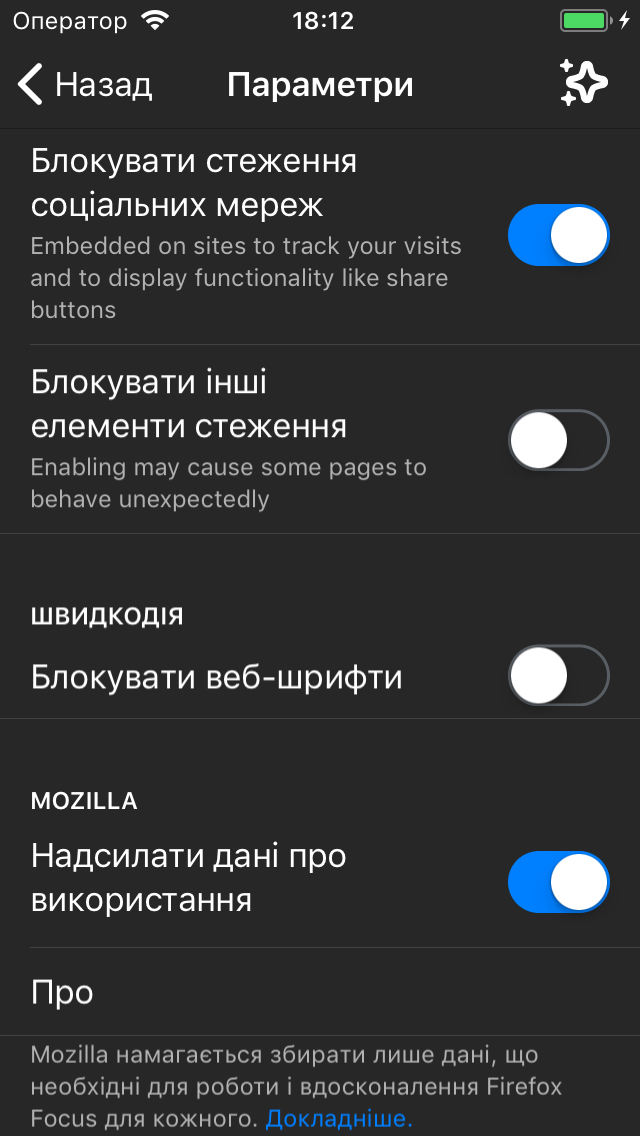 Оператор 18:12
Назад Параметри
Блокувати стеження
соціальних мереж
Embedded on sites to track your visits
and to display functionality like share
buttons
Блокувати інші
елементи стеження
Enabling may cause some pages to
behave unexpectedly
ШВИДКОДІЯ
Блокувати веб-шрифти
MOZILLA
Надсилати дані про
використання
Про
Mozilla намагається збирати лише дані, що
необхідні для роботи і вдосконалення Firefox
Focus для кожного. Докладніше.